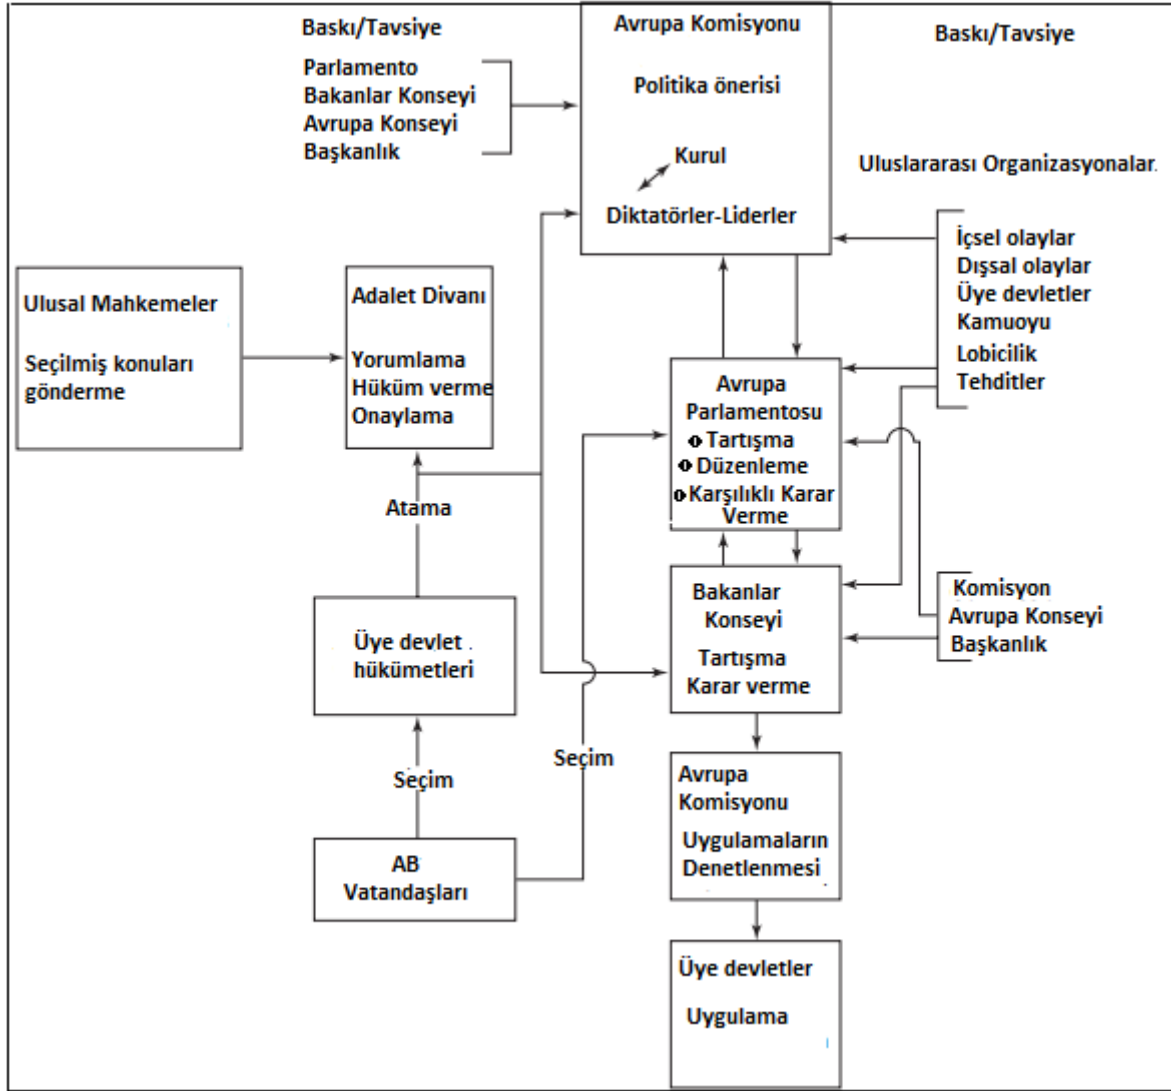 Baskı/Tavsiye
Parlamento
Bakanlar Konseyi
Avrupa Konseyi
Başkanlık
Avrupa Komisyonu
Politika önerisi
Kurul
Diktatörler-Liderler
Baskı/Tavsiye
Uluslararası Organizasyonalar.
İçsel olaylar
Dışsal olaylar
Üye devletler
Kamuoyu
Lobicilik
Tehditler
Ulusal Mahkemeler
Seçilmiş konuları
gönderme
Adalet Divanı
Yorumlama
Hüküm verme
Onaylama
Avrupa
Parlamentosu
Tartışma
Düzenleme
Karşılıklı Karar
Verme
Atama
Üye devlet .
hükümetleri
Bakanlar
Konseyi
Tartışma
Karar verme
Komisyon
Avrupa Konseyi
Başkanlık
Seçim
Seçim
AB
Vatandaşları
Avrupa
Komisyonu
Uygulamaların
Denetlenmesi
Üye devletler
Uygulama